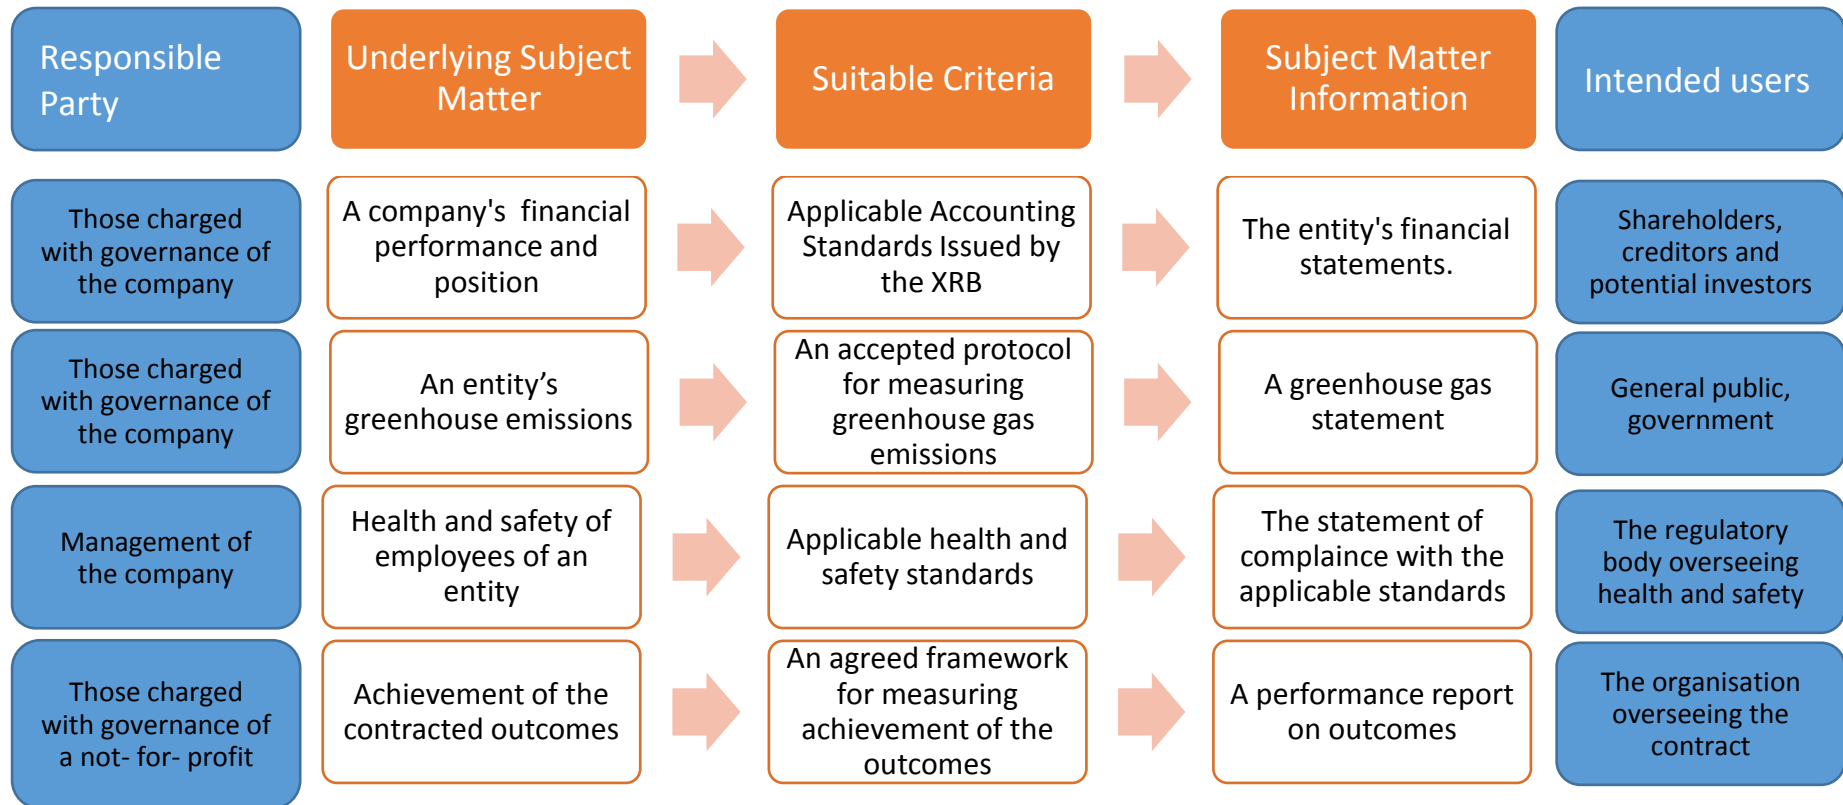 Responsible
Party
Underlying Subject
Matter
Suitable Criteria
Subject Matter
Information
Intended users
Those charged
with governance of
the company
A company's  financial
performance and
position
Applicable Accounting
Standards Issued by
the XRB
The entity's financial
statements.
Shareholders,
creditors and
potential investors
Those charged
with governance of
the company
An entity’s
greenhouse emissions
An accepted protocol
for measuring
greenhouse gas
emissions
A greenhouse gas
statement
General public,
government
Management of
the company
Health and safety of
employees of an
entity
Applicable health and
safety standards
The statement of
complaince with the
applicable standards
The regulatory
body overseeing
health and safety
Those charged
with governance of
a not- for- profit
Achievement of the
contracted outcomes
An agreed framework
for measuring
achievement of the
outcomes
A performance report
on outcomes
The organisation
overseeing the
contract